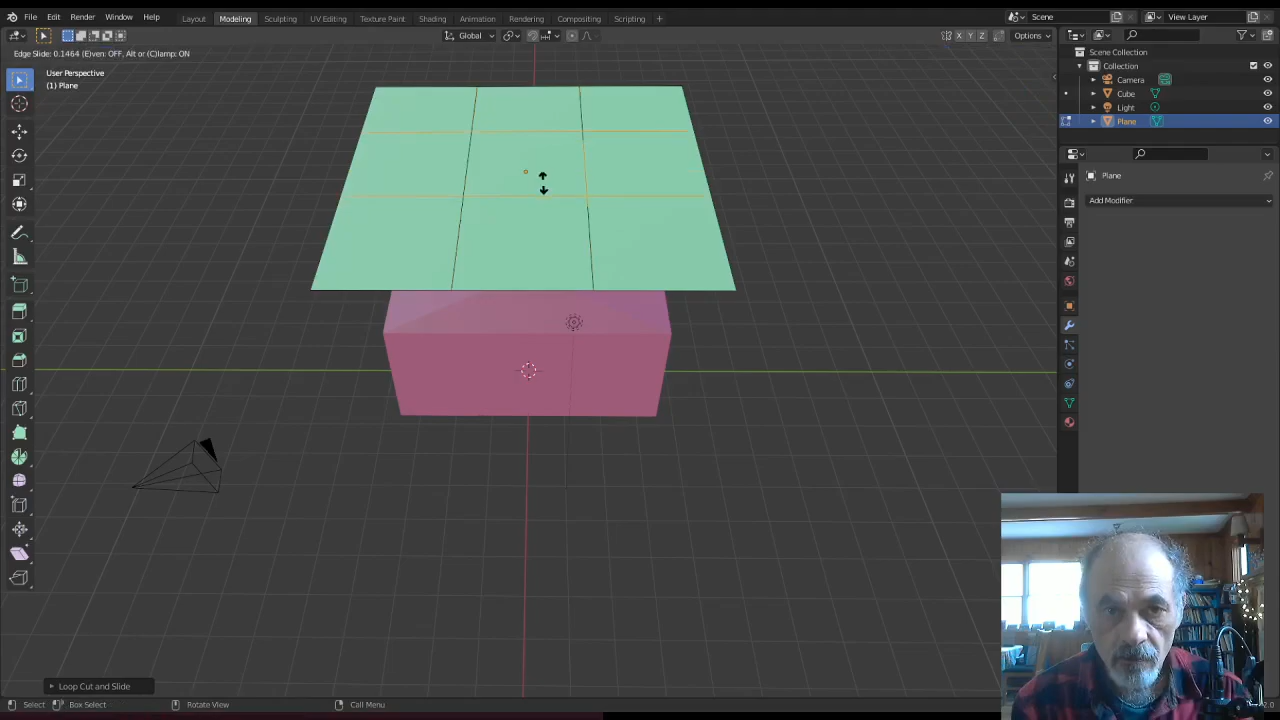 File Edit Render Window Help
Layout Modeling Sculpting UV Editing Texture Paint Shading Animation Rendering Compositing Scripting +
Scene
View Layer
Global
X Y Z
Options
Edge Slide: 0.1464 (Even: OFF, Alt or (C)lamp: ON
User Perspective
(1) Plane
Scene Collection
Collection
Camera
Cube
Light
Plane
Plane
Add Modifier
Loop Cut and Slide
Select
Box Select
Rotate View
Call Menu
2.0